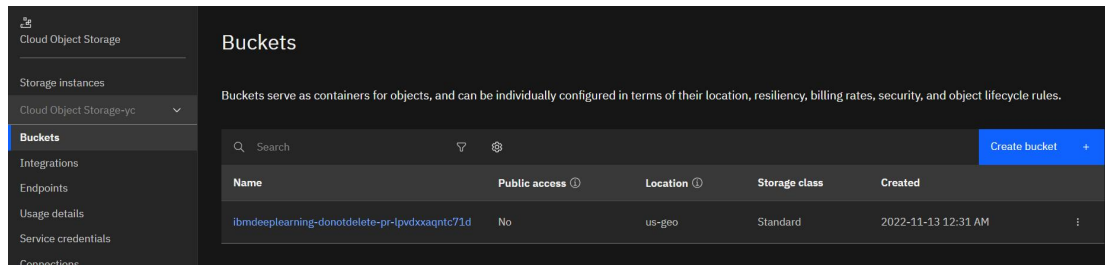 Cloud Object Storage
Storage instances
Cloud Object Storage-yc
Buckets
Integrations
Endpoints
Usage details
Service credentials
Connections
Buckets
Buckets serve as containers for objects, and can be individually configured in terms of their location, resiliency, billing rates, security, and object lifecycle rules.
Search
Create bucket +
Name Public access Location Storage class Created
ibmdeeplearning-donotdelete-pr-lpvdxxaqntc71d No us-geo Standard 2022-11-13 12:31 AM